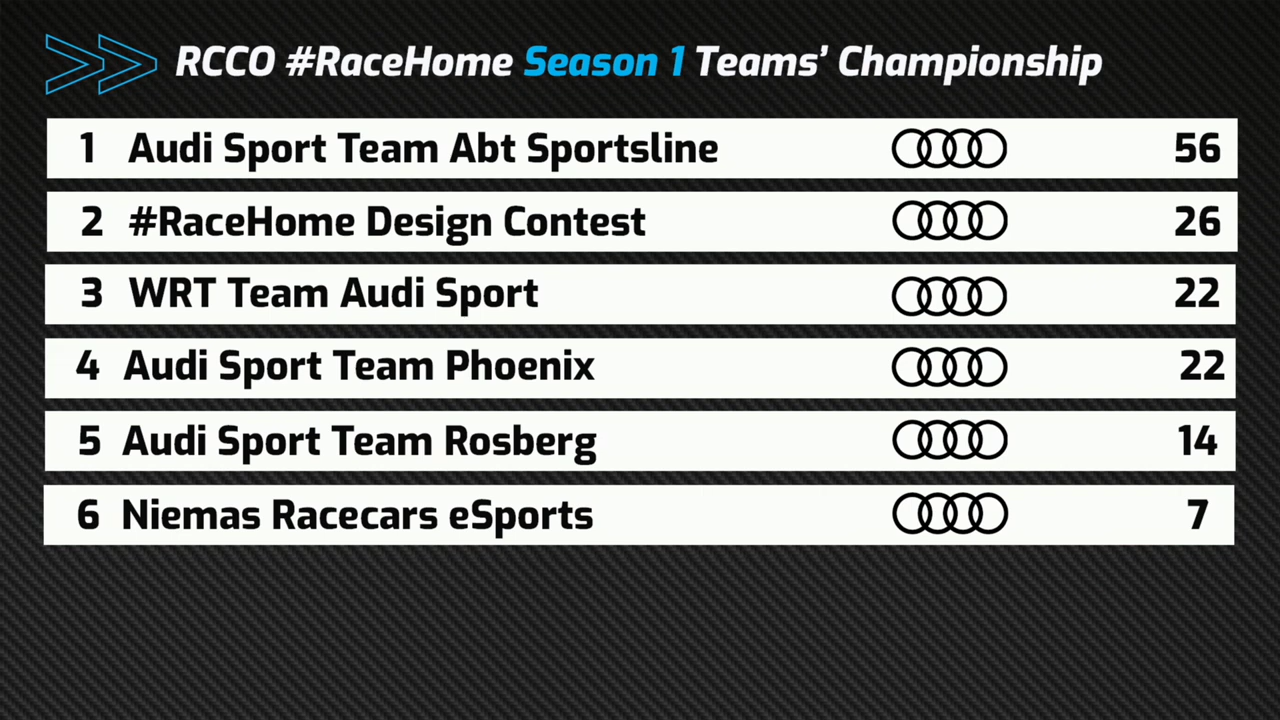 RCCO #RaceHome Season 1 Teams’ Championship
1 Audi Sport Team Abt Sportsline 56
2 #RaceHome Design Contest 26
3 WRT Team Audi Sport 22
4 Audi Sport Team Phoenix 22
5 Audi Sport Team Rosberg 14
6 Niemas Racecars eSports 7